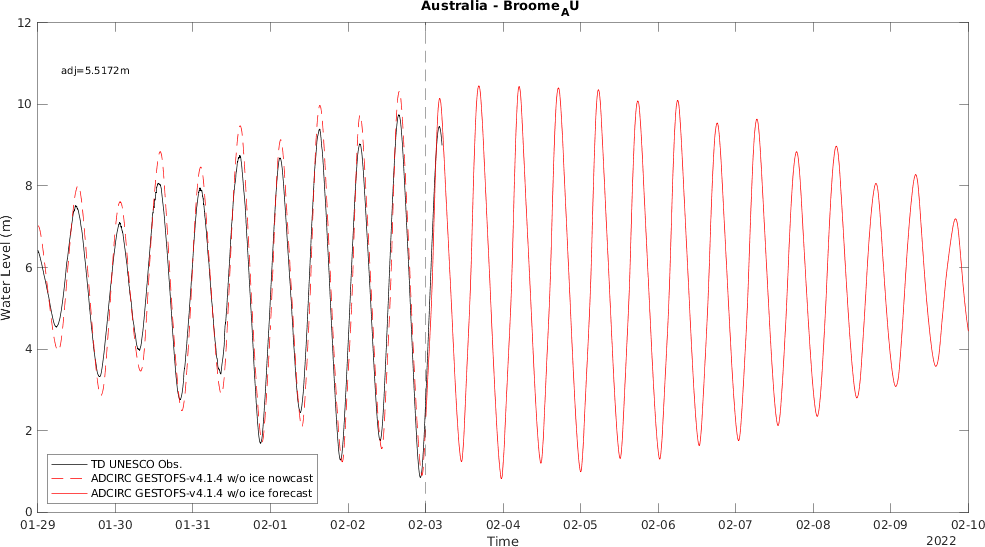 Australia - Broome_AU
12
adj=5.5172m
10
8
6
4
2
0
Water Level (m)
TD UNESCO Obs.
ADCIRC GESTOFS-v4.1.4 w/o ice nowcast
ADCIRC GESTOFS-v4.1.4 w/o ice forecast
01-29 01-30 01-31 02-01 02-02 02-03 02-04 02-05 02-06 02-07 02-08 02-09 02-10
Time
2022